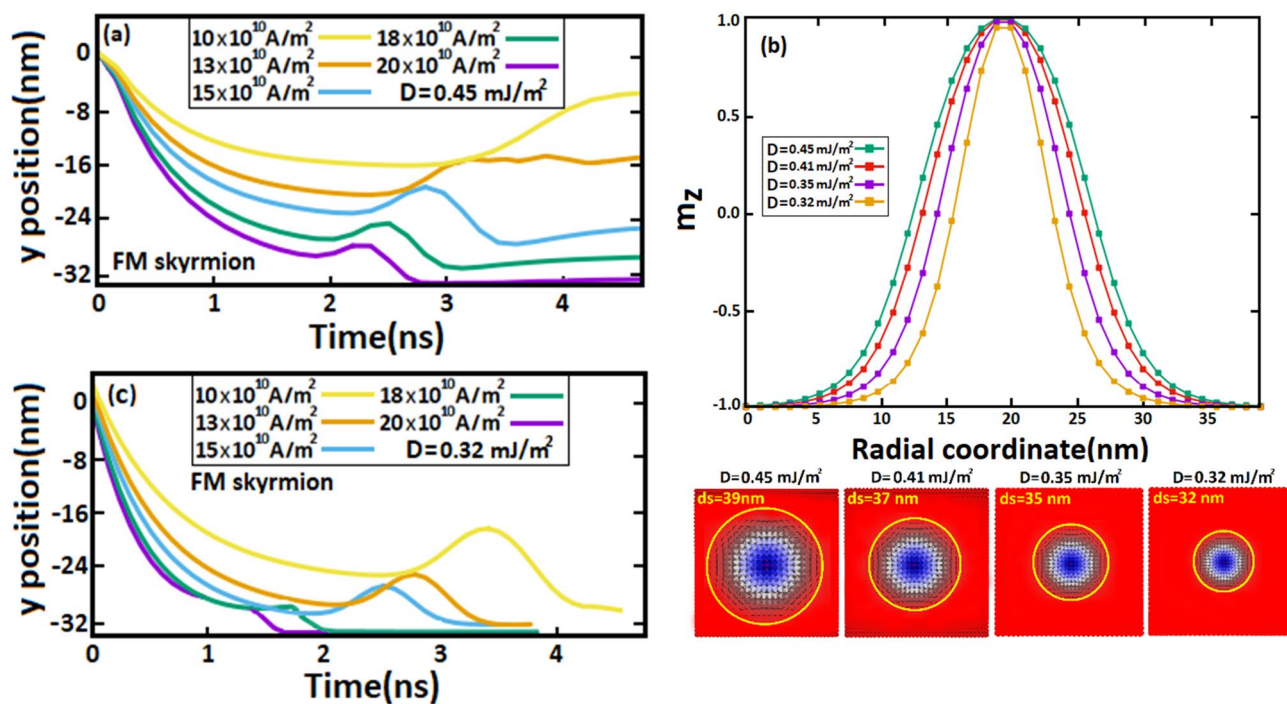 (a)
10×10¹⁰A/m² 18×10¹⁰A/m²
13×10¹⁰A/m² 20×10¹⁰A/m²
15×10¹⁰A/m² D=0.45 mJ/m²
y position(nm)
0
-8
-16
-24
-32
FM skyrmion
0 1 2 3 4
Time(ns)
(c)
10×10¹⁰A/m² 18×10¹⁰A/m²
13×10¹⁰A/m² 20×10¹⁰A/m²
15×10¹⁰A/m² D=0.32 mJ/m²
FM skyrmion
y position(nm)
0
-8
-16
-24
-32
0 1 2 3 4
Time(ns)
(b)
D=0.45 mJ/m²
D=0.41 mJ/m²
D=0.35 mJ/m²
D=0.32 mJ/m²
mz
1.0
0.5
0.0
-0.5
-1.0
0 5 10 15 20 25 30 35
Radial coordinate(nm)
D=0.45 mJ/m² D=0.41 mJ/m² D=0.35 mJ/m² D=0.32 mJ/m²
ds=39nm ds=37 nm ds=35 nm ds=32 nm